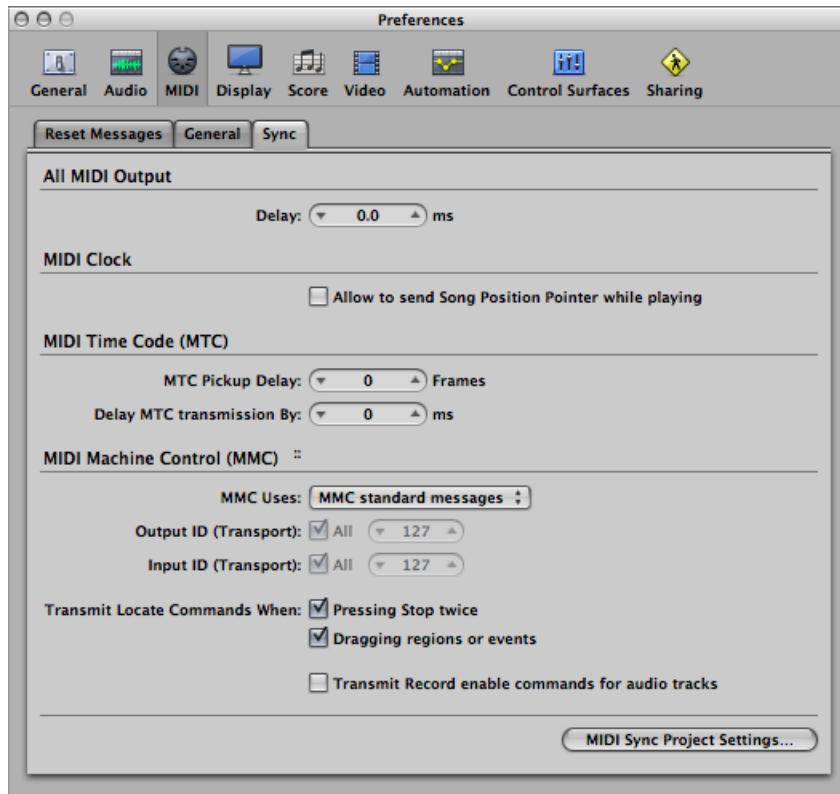 Preferences
General Audio MIDI Display Score Video Automation Control Surfaces Sharing
Reset Messages General Sync
All MIDI Output
Delay: 0.0 ms
MIDI Clock
Allow to send Song Position Pointer while playing
MIDI Time Code (MTC)
MTC Pickup Delay: 0 Frames
Delay MTC transmission By: 0 ms
MIDI Machine Control (MMC)
MMC Uses: MMC standard messages
Output ID (Transport): All 127
Input ID (Transport): All 127
Transmit Locate Commands When: Pressing Stop twice
Dragging regions or events
Transmit Record enable commands for audio tracks
MIDI Sync Project Settings...